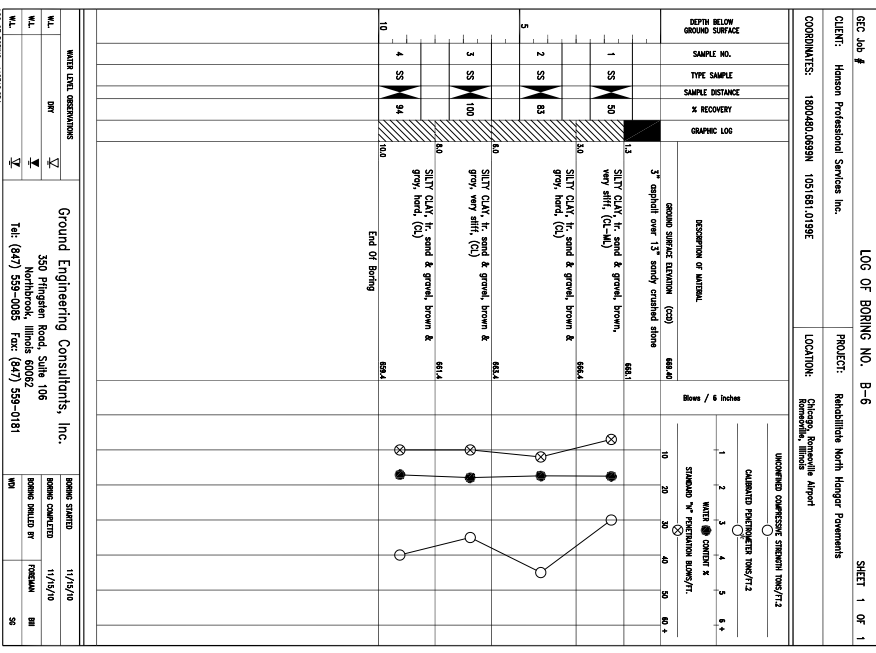 GEC Job #
LOG OF BORING NO. B-6
SHEET 1 OF 1
CLIENT: Hanson Professional Services Inc.
PROJECT: Rehabilitate North Hangar Pavements
COORDINATES: 1800480.0699N 1051681.0199E
LOCATION: Chicago, Romeoville Airport
Romeoville, Illinois
DEPTH BELOW
GROUND SURFACE
SAMPLE NO.
TYPE SAMPLE
SAMPLE DISTANCE
% RECOVERY
GRAPHIC LOG
DESCRIPTION OF MATERIAL
GROUND SURFACE ELEVATION (CCD) 669.40
Blows / 6 inches
UNCONFINED COMPRESSIVE STRENGTH TONS/FT.2
CALIBRATED PENETROMETER TONS/FT.2
1 2 3 4 5 6 +
WATER CONTENT %
STANDARD "N" PENETRATION BLOWS/FT.
10 20 30 40 50 60 +
3" asphalt over 13" sandy crushed stone
1.3 668.1
1 SS 50
SILTY CLAY, tr. sand & gravel, brown,
very stiff, (CL-ML)
3.0 666.4
5
2 SS 83
SILTY CLAY, tr. sand & gravel, brown &
gray, hard, (CL)
6.0 663.4
3 SS 100
SILTY CLAY, tr. sand & gravel, brown &
gray, very stiff, (CL)
8.0 661.4
4 SS 94
SILTY CLAY, tr. sand & gravel, brown &
gray, hard, (CL)
10 10.0 659.4
End Of Boring
WATER LEVEL OBSERVATIONS
W.L. DRY
W.L.
W.L.
Ground Engineering Consultants, Inc.
350 Pfingsten Road, Suite 106
Northbrook, Illinois 60062
Tel: (847) 559-0085 Fax: (847) 559-0181
BORING STARTED 11/15/10
BORING COMPLETED 11/15/10
BORING DRILLED BY FOREMAN Bill
WDI SG